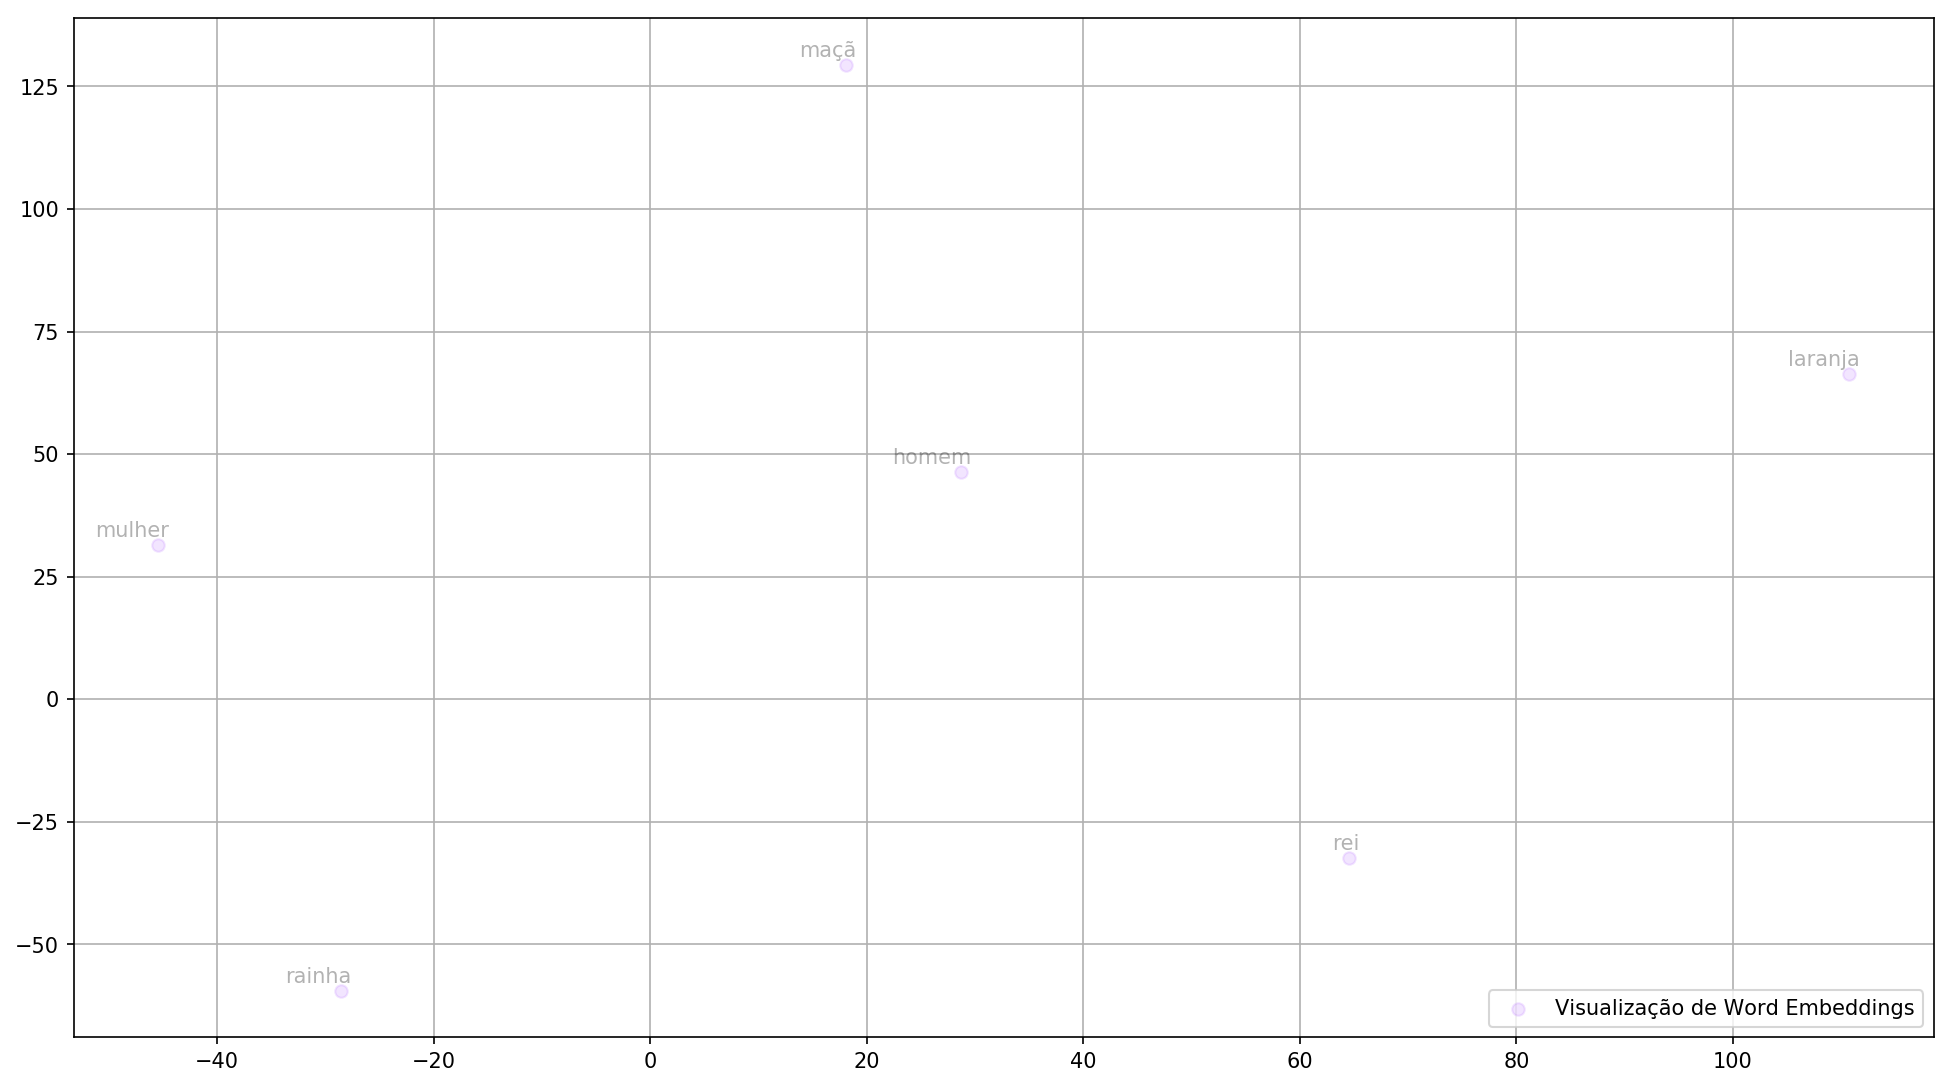 maçã
125
100
75
laranja
50
homem
mulher
25
0
−25
rei
−50
rainha
Visualização de Word Embeddings
−40 −20 0 20 40 60 80 100